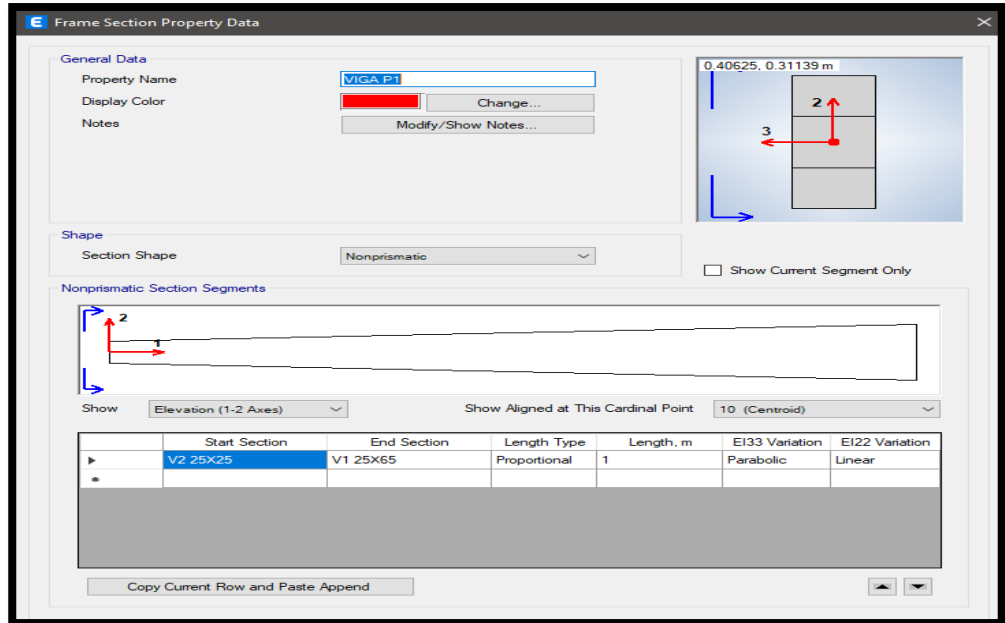 E Frame Section Property Data
General Data
Property Name VIGA P1
Display Color Change...
Notes Modify/Show Notes...
0.40625, 0.31139 m
2
3
Shape
Section Shape Nonprismatic
Show Current Segment Only
Nonprismatic Section Segments
2
1
Show Elevation (1-2 Axes) Show Aligned at This Cardinal Point 10 (Centroid)
Start Section End Section Length Type Length, m EI33 Variation EI22 Variation
V2 25X25 V1 25X65 Proportional 1 Parabolic Linear
Copy Current Row and Paste Append